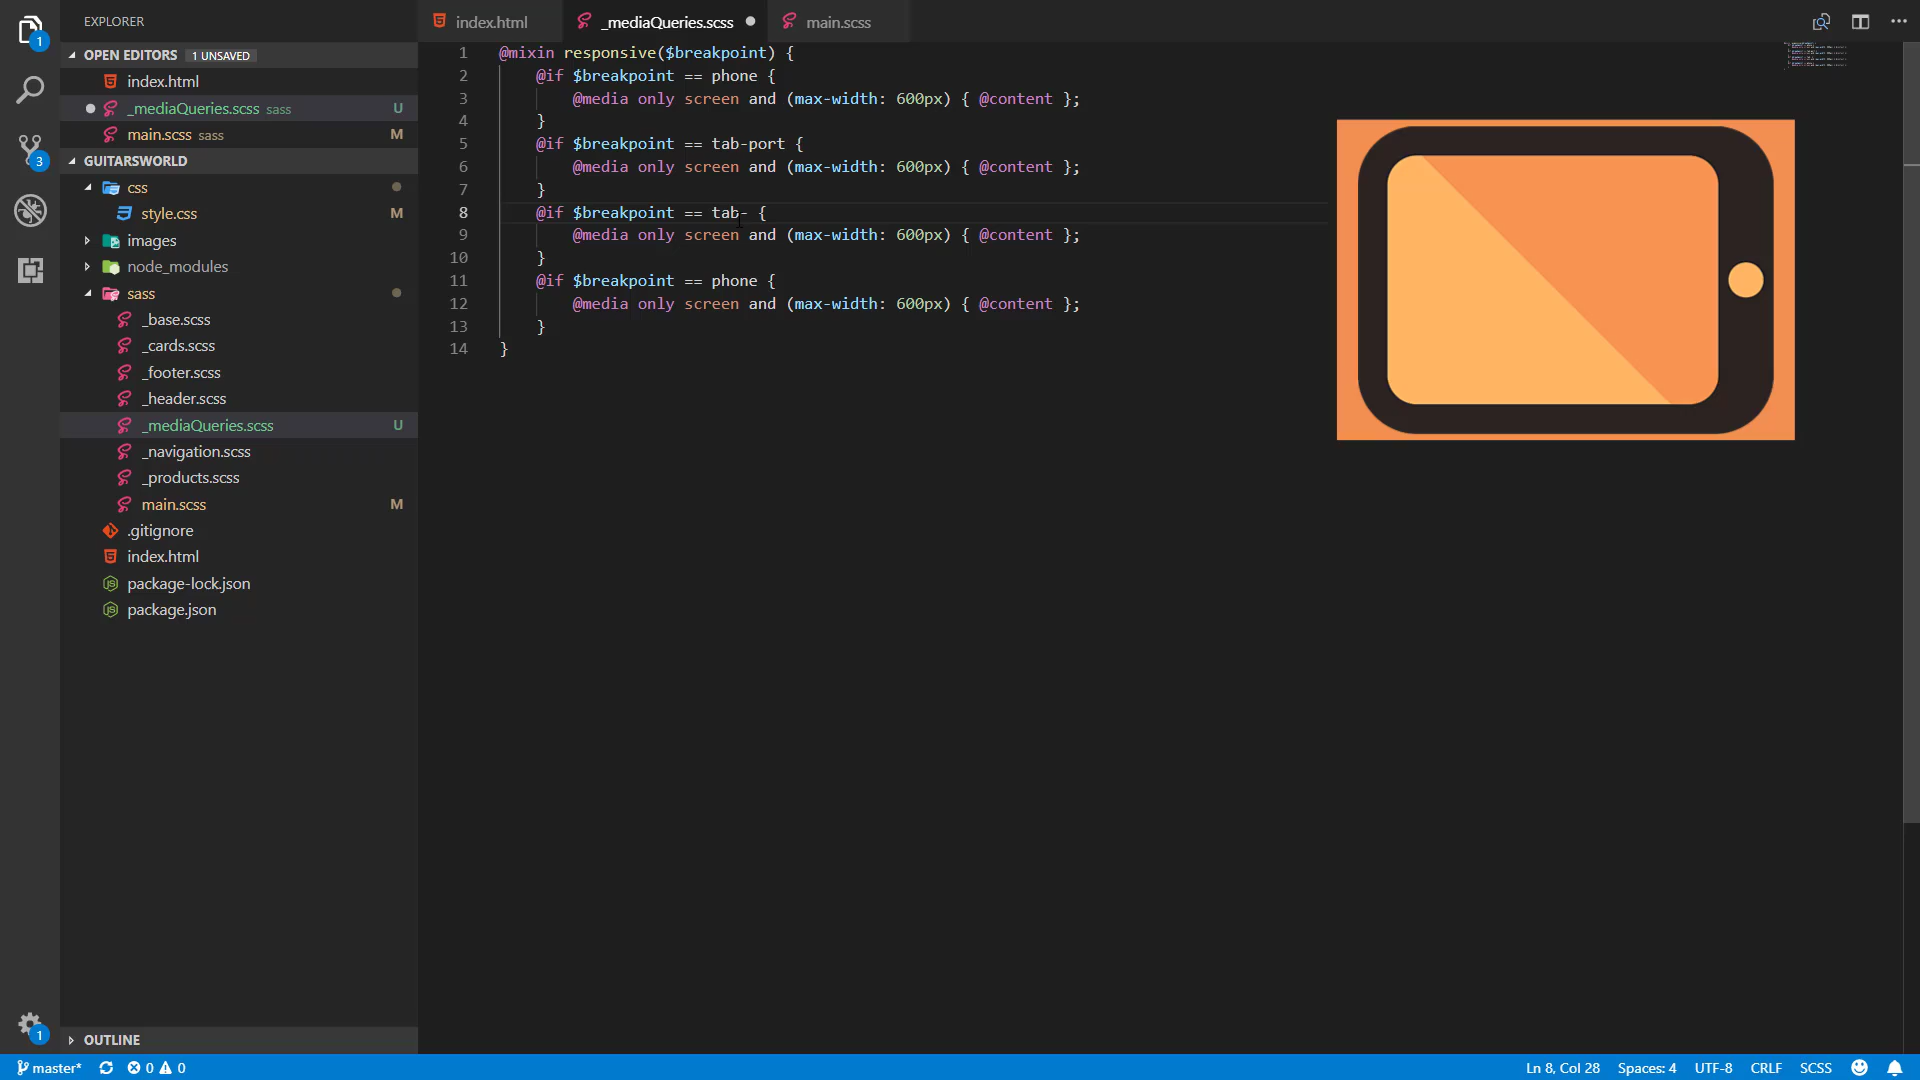 EXPLORER
OPEN EDITORS 1 UNSAVED
index.html
_mediaQueries.scss sass U
main.scss sass M
GUITARSWORLD
css
style.css M
images
node_modules
sass
_base.scss
_cards.scss
_footer.scss
_header.scss
_mediaQueries.scss U
_navigation.scss
_products.scss
main.scss M
.gitignore
index.html
package-lock.json
package.json
OUTLINE
1
3
1
index.html _mediaQueries.scss main.scss
1 @mixin responsive($breakpoint) {
2 @if $breakpoint == phone {
3 @media only screen and (max-width: 600px) { @content };
4 }
5 @if $breakpoint == tab-port {
6 @media only screen and (max-width: 600px) { @content };
7 }
8 @if $breakpoint == tab- {
9 @media only screen and (max-width: 600px) { @content };
10 }
11 @if $breakpoint == phone {
12 @media only screen and (max-width: 600px) { @content };
13 }
14 }
master* 0 0 Ln 8, Col 28 Spaces: 4 UTF-8 CRLF SCSS